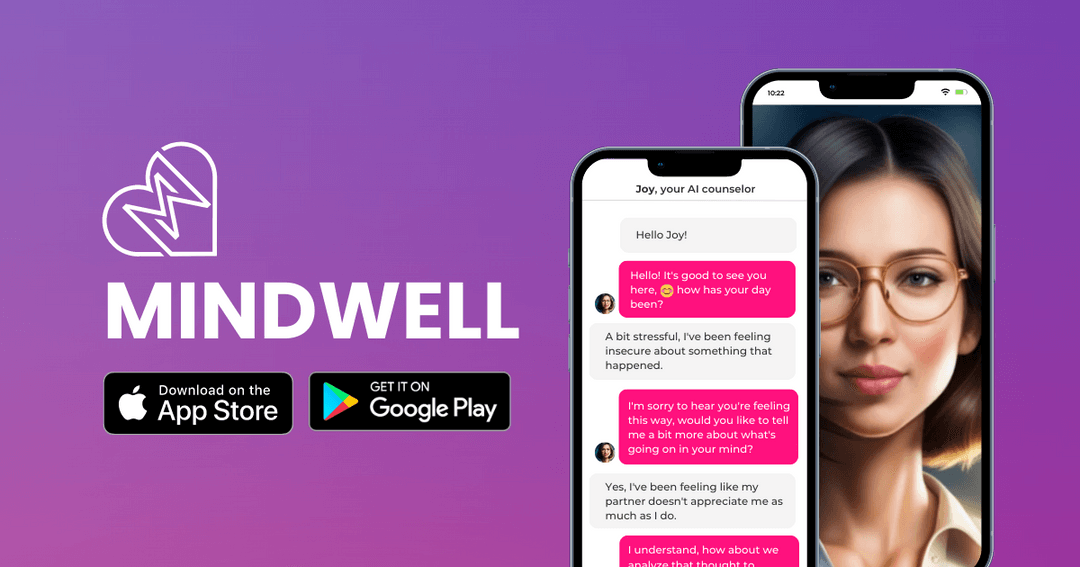 MINDWELL
Download on the
App Store
GET IT ON
Google Play
Joy, your AI counselor
Hello Joy!
Hello! It's good to see you
here, 😊 how has your day
been?
A bit stressful, I've been feeling
insecure about something that
happened.
I'm sorry to hear you're feeling
this way, would you like to tell
me a bit more about what's
going on in your mind?
Yes, I've been feeling like my
partner doesn't appreciate me as
much as I do.
I understand, how about we
analyze that thought to
10:22